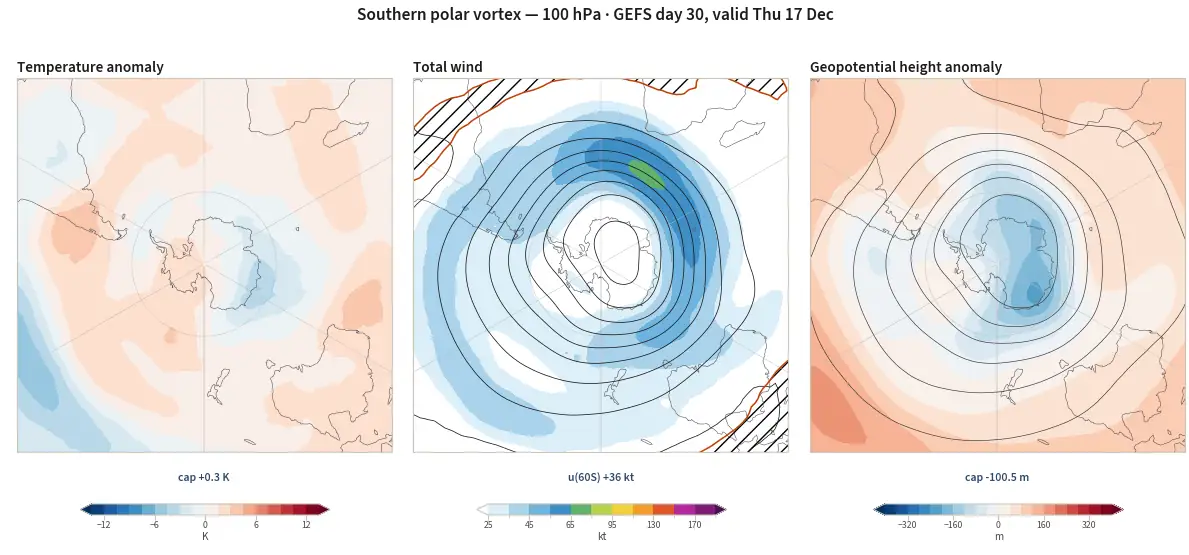 Southern polar vortex — 100 hPa · GEFS day 30, valid Thu 17 Dec
Temperature anomaly
Total wind
Geopotential height anomaly
cap +0.3 K
u(60S) +36 kt
cap -100.5 m
−12 −6 0 6 12
K
25 45 65 95 130 170
kt
−320 −160 0 160 320
m